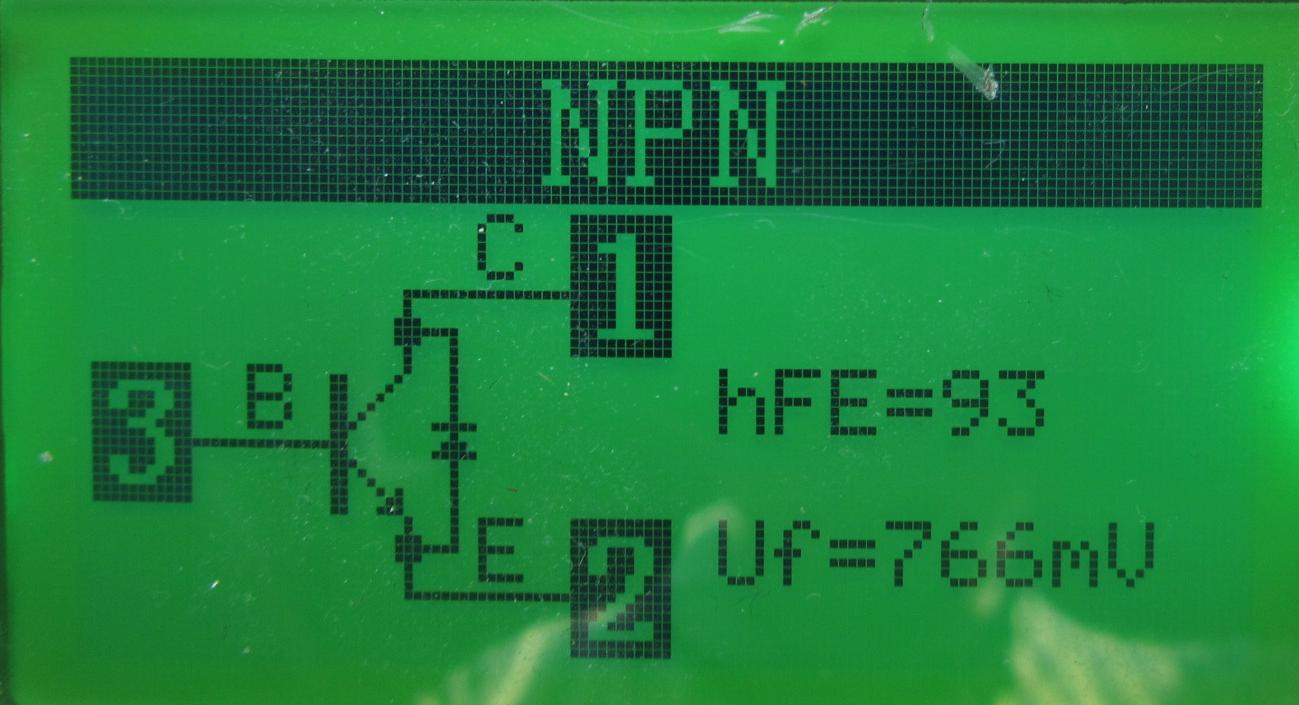 NPN
C 1
3 B
hFE=93
E 2
Uf=766mV